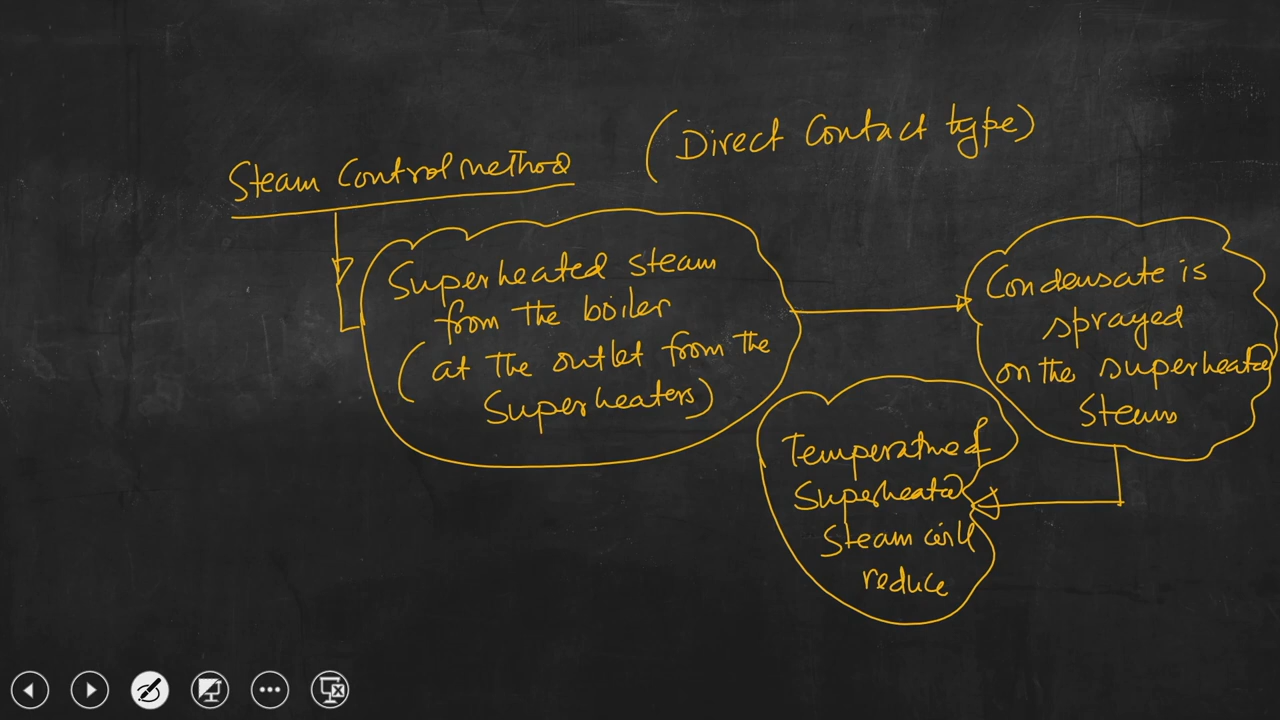 Steam Control method
(Direct Contact type)
Superheated steam
from the boiler
(at the outlet from the
Superheaters)
Condensate is
sprayed
on the superheated
Steam
Temperature of
Superheated
Steam will
reduce